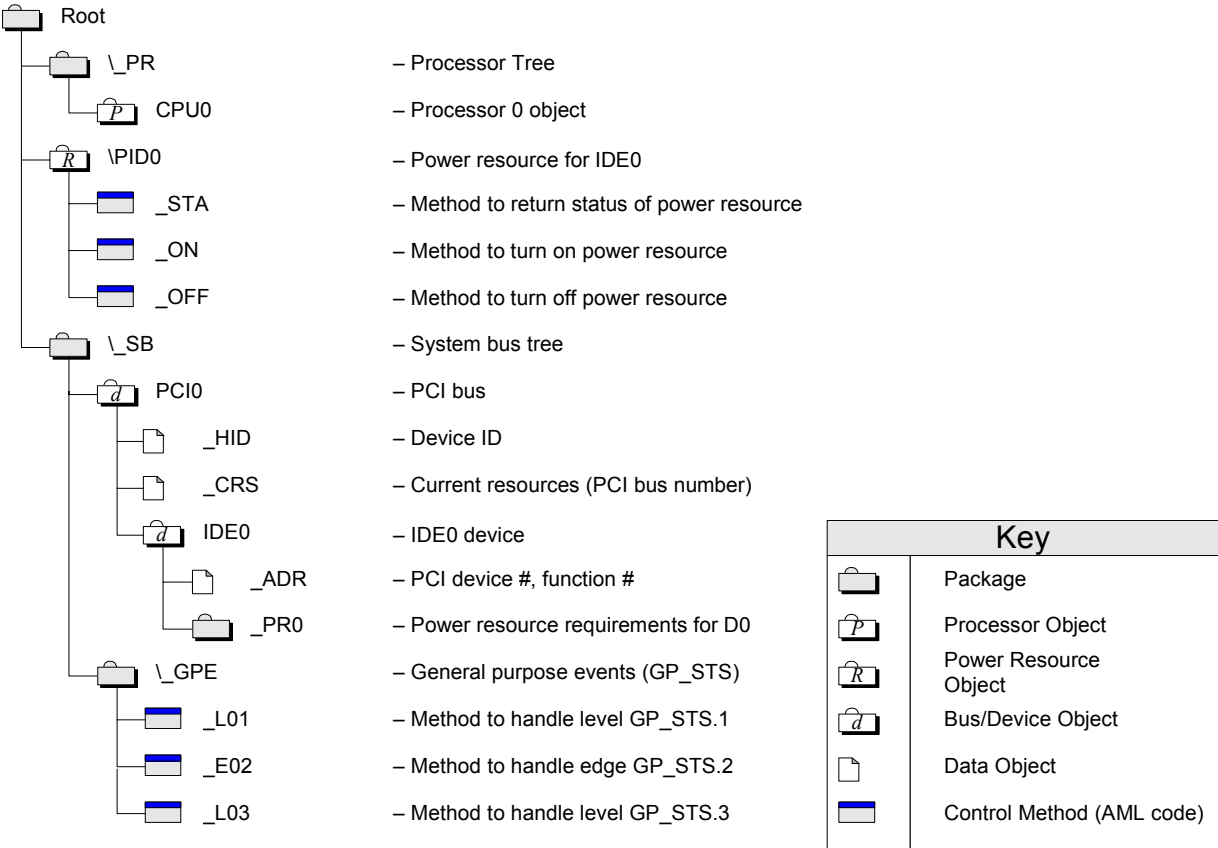 Root
\_PR – Processor Tree
P CPU0 – Processor 0 object
R \PID0 – Power resource for IDE0
_STA – Method to return status of power resource
_ON – Method to turn on power resource
_OFF – Method to turn off power resource
\_SB – System bus tree
d PCI0 – PCI bus
_HID – Device ID
_CRS – Current resources (PCI bus number)
d IDE0 – IDE0 device
_ADR – PCI device #, function #
_PR0 – Power resource requirements for D0
\_GPE – General purpose events (GP_STS)
_L01 – Method to handle level GP_STS.1
_E02 – Method to handle edge GP_STS.2
_L03 – Method to handle level GP_STS.3
Key
Package
P Processor Object
R Power Resource
Object
d Bus/Device Object
Data Object
Control Method (AML code)